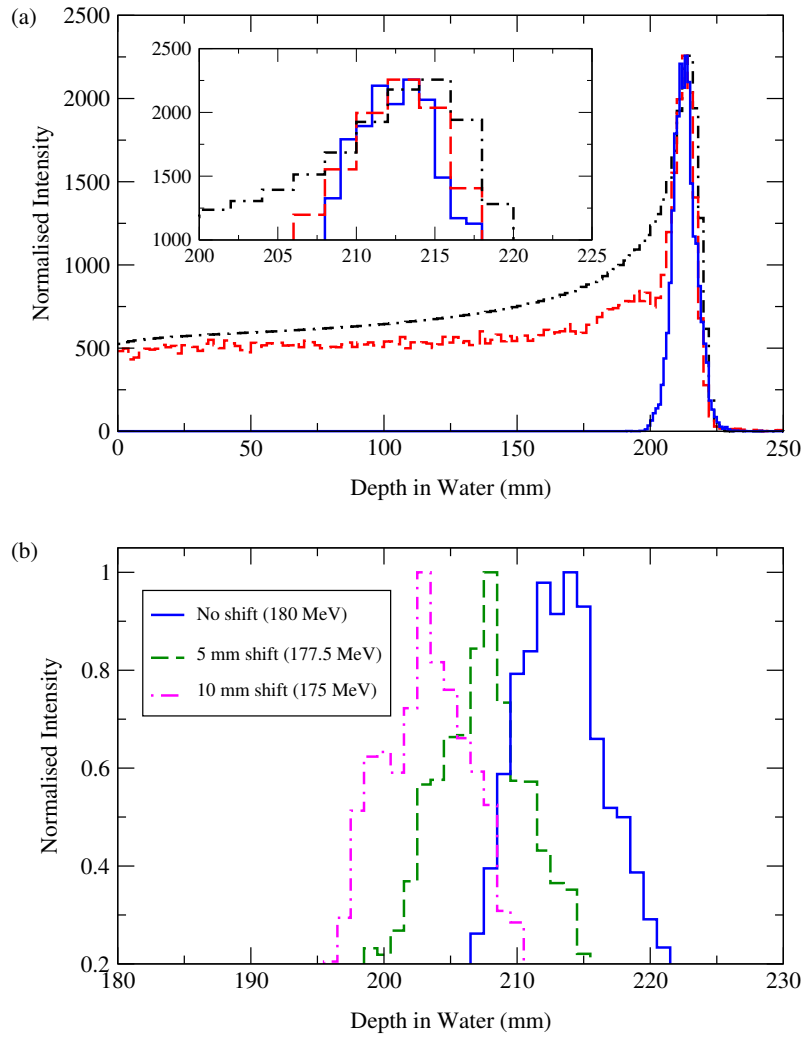 (a)
2500
2000
1500
1000
500
0
Normalised Intensity
2500
2000
1500
1000
200 205 210 215 220 225
0 50 100 150 200 250
Depth in Water (mm)
(b)
1
0.8
0.6
0.4
0.2
Normalised Intensity
No shift (180 MeV)
5 mm shift (177.5 MeV)
10 mm shift (175 MeV)
180 190 200 210 220 230
Depth in Water (mm)